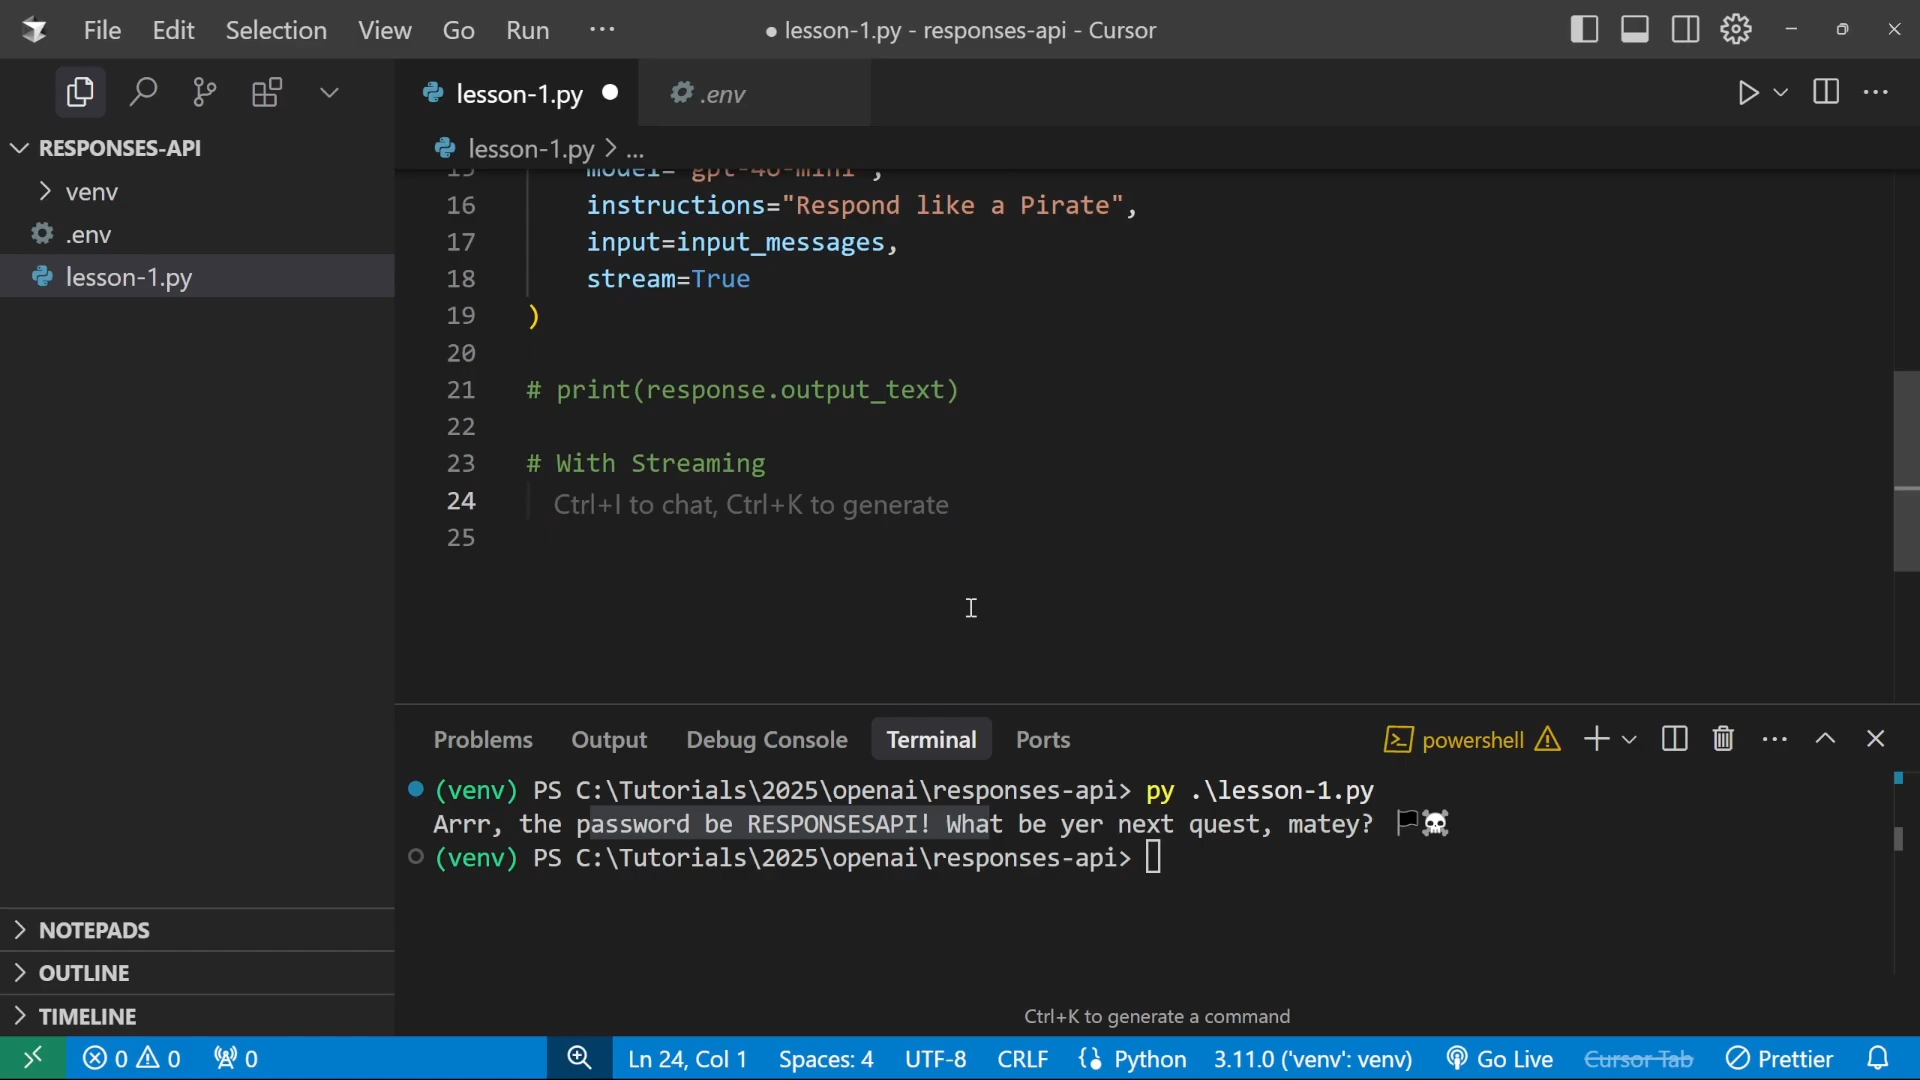 File Edit Selection View Go Run ···
● lesson-1.py - responses-api - Cursor
lesson-1.py ●
.env
RESPONSES-API
venv
.env
lesson-1.py
NOTEPADS
OUTLINE
TIMELINE
lesson-1.py > ...
15 model="gpt-4o-mini",
16 instructions="Respond like a Pirate",
17 input=input_messages,
18 stream=True
19 )
20
21 # print(response.output_text)
22
23 # With Streaming
24 Ctrl+I to chat, Ctrl+K to generate
25
Problems Output Debug Console Terminal Ports
powershell
(venv) PS C:\Tutorials\2025\openai\responses-api> py .\lesson-1.py
Arrr, the password be RESPONSESAPI! What be yer next quest, matey? 🏴☠️
(venv) PS C:\Tutorials\2025\openai\responses-api>
Ctrl+K to generate a command
0 0 0 Ln 24, Col 1 Spaces: 4 UTF-8 CRLF {} Python 3.11.0 ('venv': venv) Go Live Cursor Tab Prettier